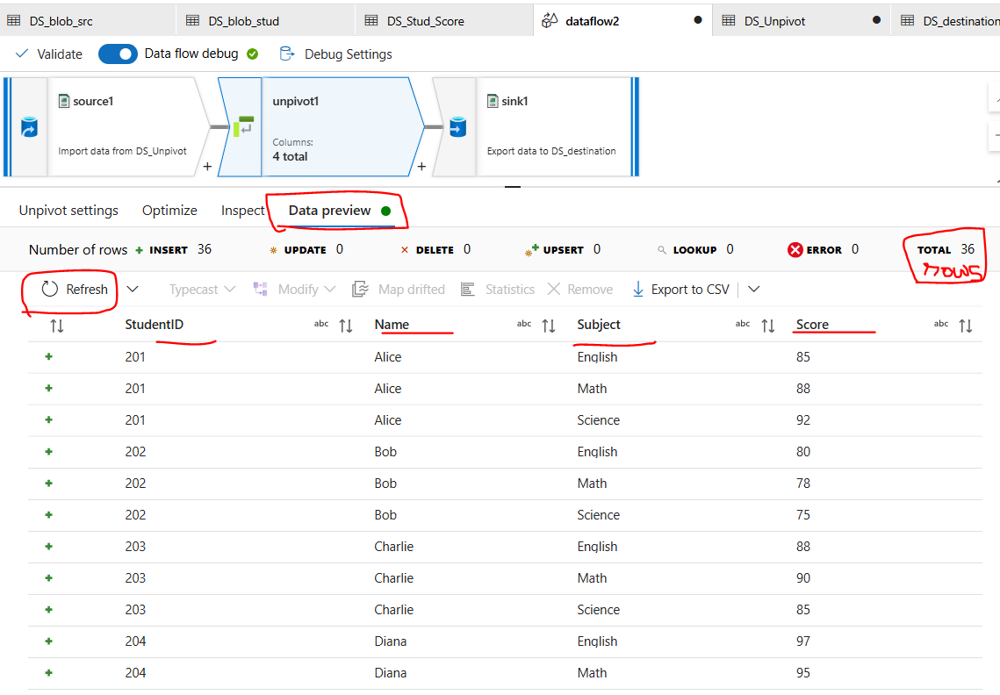 DS_blob_src DS_blob_stud DS_Stud_Score dataflow2 DS_Unpivot DS_destination
Validate Data flow debug Debug Settings
source1 unpivot1 sink1
Columns:
Import data from DS_Unpivot 4 total Export data to DS_destination
+ +
Unpivot settings Optimize Inspect Data preview
Number of rows + INSERT 36 UPDATE 0 DELETE 0 UPSERT 0 LOOKUP 0 ERROR 0 TOTAL 36
rows
Refresh Typecast Modify Map drifted Statistics Remove Export to CSV
StudentID abc Name abc Subject abc Score abc
201 Alice English 85
201 Alice Math 88
201 Alice Science 92
202 Bob English 80
202 Bob Math 78
202 Bob Science 75
203 Charlie English 88
203 Charlie Math 90
203 Charlie Science 85
204 Diana English 97
204 Diana Math 95